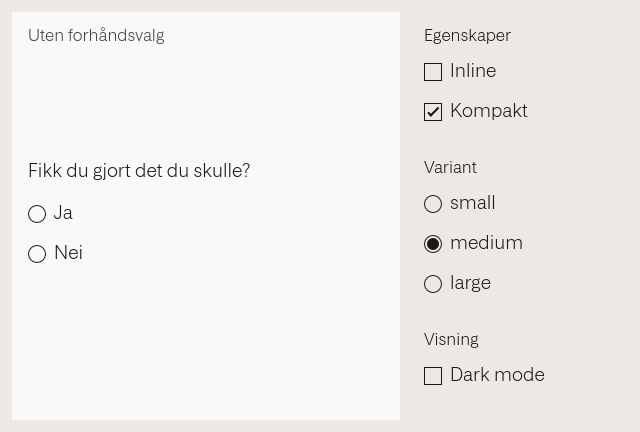 Uten forhåndsvalg
Fikk du gjort det du skulle?
Ja
Nei
Egenskaper
Inline
Kompakt
Variant
small
medium
large
Visning
Dark mode